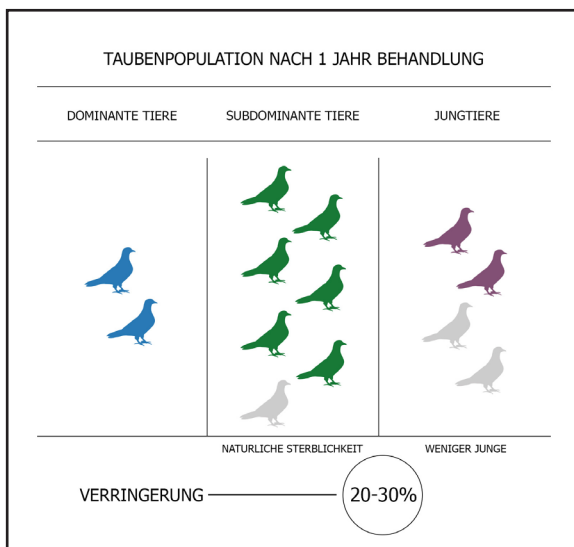 TAUBENPOPULATION NACH 1 JAHR BEHANDLUNG
DOMINANTE TIERE
SUBDOMINANTE TIERE
JUNGTIERE
NATURLICHE STERBLICHKEIT
WENIGER JUNGE
VERRINGERUNG
20-30%